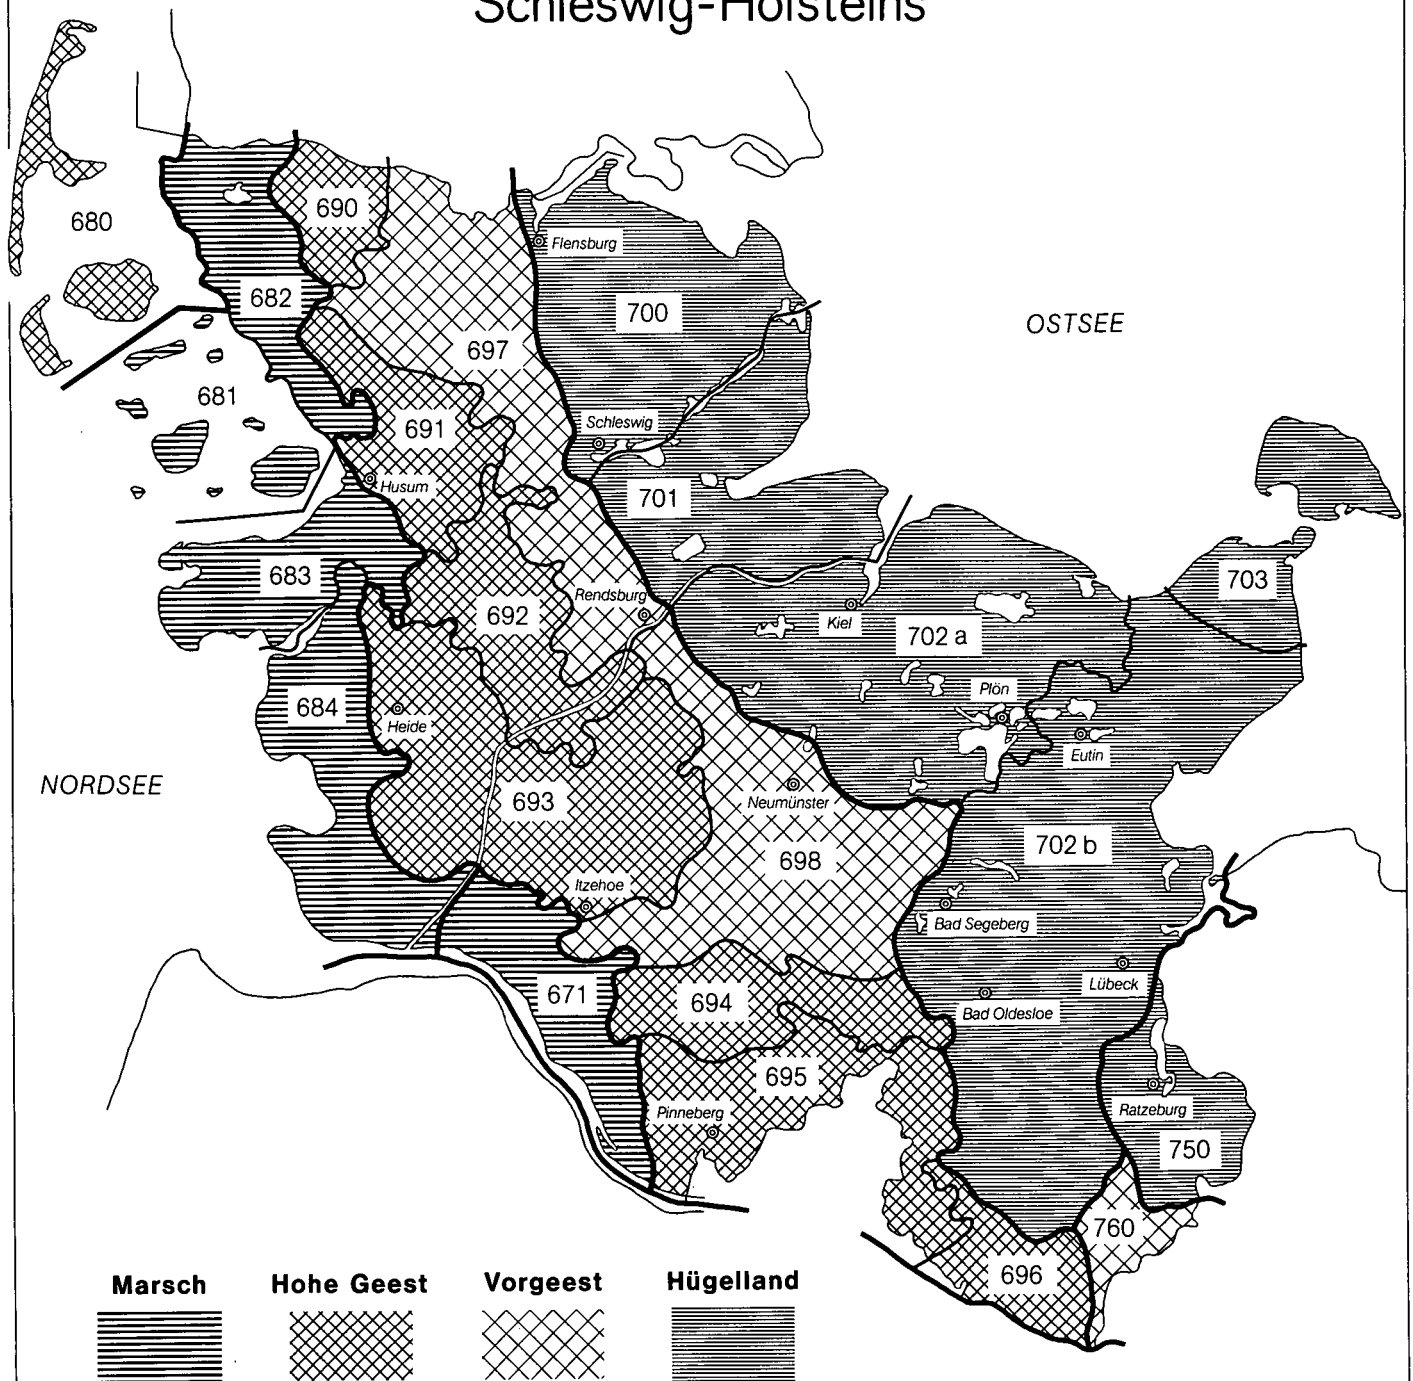 Schleswig-Holsteins
680
690
Flensburg
682
700
OSTSEE
697
681
691
Schleswig
Husum
701
683
703
692
Rendsburg
Kiel
702 a
Plön
684
Heide
Eutin
NORDSEE
693
Neumünster
702 b
698
Itzehoe
Bad Segeberg
671
694
Lübeck
Bad Oldesloe
695
Pinneberg
Ratzeburg
750
760
696
Marsch
Hohe Geest
Vorgeest
Hügelland